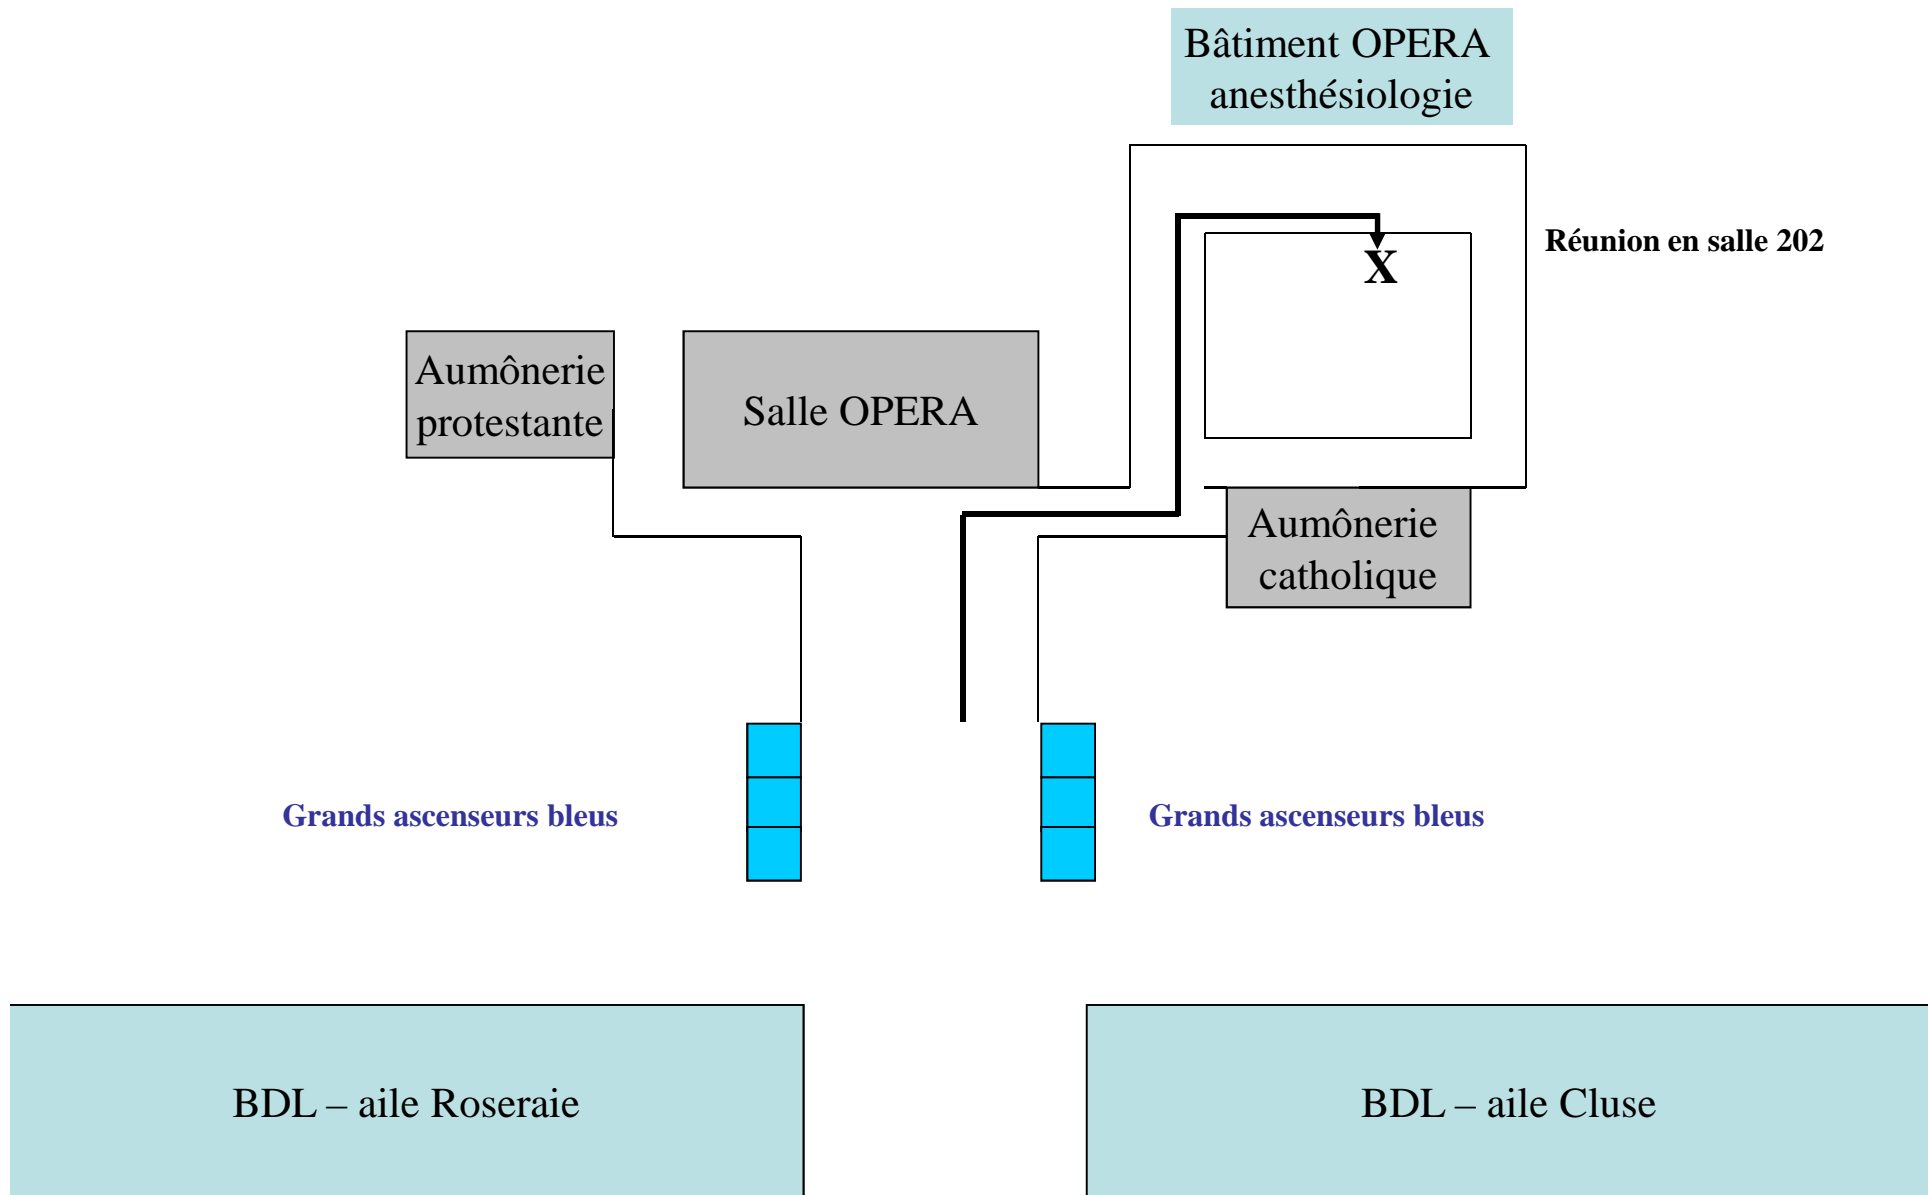 Bâtiment OPERA
anesthésiologie
Réunion en salle 202
X
Aumônerie
protestante
Salle OPERA
Aumônerie
catholique
Grands ascenseurs bleus
Grands ascenseurs bleus
BDL – aile Roseraie
BDL – aile Cluse